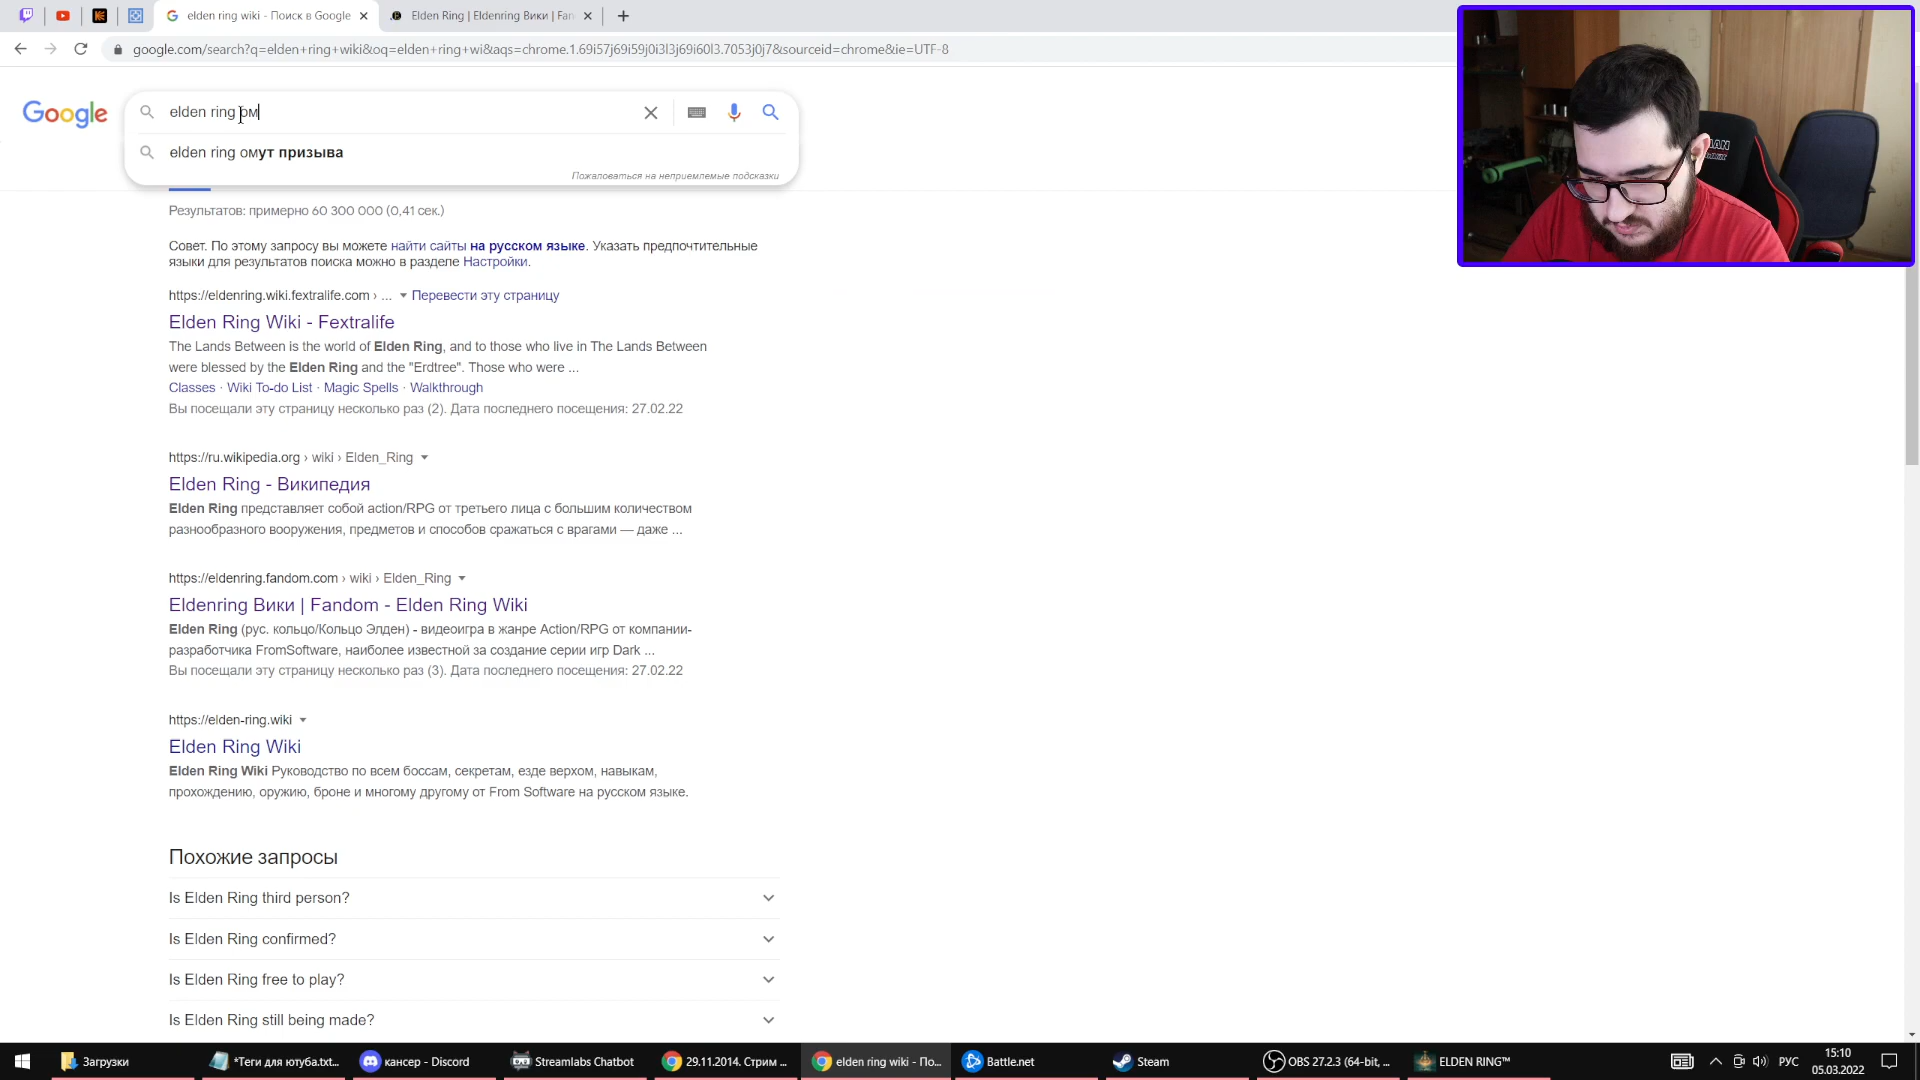 elden ring wiki - Поиск в Google
Elden Ring | Eldenring Вики | Fan
google.com/search?q=elden+ring+wiki&oq=elden+ring+wi&aqs=chrome.1.69i57j69i59j0i3l3j69i60l3.7053j0j7&sourceid=chrome&ie=UTF-8
Google
elden ring ом
elden ring омут призыва
Пожаловаться на неприемлемые подсказки
Результатов: примерно 60 300 000 (0,41 сек.)
Совет. По этому запросу вы можете найти сайты на русском языке. Указать предпочтительные
языки для результатов поиска можно в разделе Настройки.
https://eldenring.wiki.fextralife.com › ... Перевести эту страницу
Elden Ring Wiki - Fextralife
The Lands Between is the world of Elden Ring, and to those who live in The Lands Between
were blessed by the Elden Ring and the "Erdtree". Those who were ...
Classes · Wiki To-do List · Magic Spells · Walkthrough
Вы посещали эту страницу несколько раз (2). Дата последнего посещения: 27.02.22
https://ru.wikipedia.org › wiki › Elden_Ring
Elden Ring - Википедия
Elden Ring представляет собой action/RPG от третьего лица с большим количеством
разнообразного вооружения, предметов и способов сражаться с врагами — даже ...
https://eldenring.fandom.com › wiki › Elden_Ring
Eldenring Вики | Fandom - Elden Ring Wiki
Elden Ring (рус. кольцо/Кольцо Элден) - видеоигра в жанре Action/RPG от компании-
разработчика FromSoftware, наиболее известной за создание серии игр Dark ...
Вы посещали эту страницу несколько раз (3). Дата последнего посещения: 27.02.22
https://elden-ring.wiki
Elden Ring Wiki
Elden Ring Wiki Руководство по всем боссам, секретам, езде верхом, навыкам,
прохождению, оружию, броне и многому другому от From Software на русском языке.
Похожие запросы
Is Elden Ring third person?
Is Elden Ring confirmed?
Is Elden Ring free to play?
Is Elden Ring still being made?
Загрузки
*Теги для ютуба.txt...
кансер - Discord
Streamlabs Chatbot
29.11.2014. Стрим ...
elden ring wiki - По...
Battle.net
Steam
OBS 27.2.3 (64-bit, ...
ELDEN RING™
РУС
15:10
05.03.2022